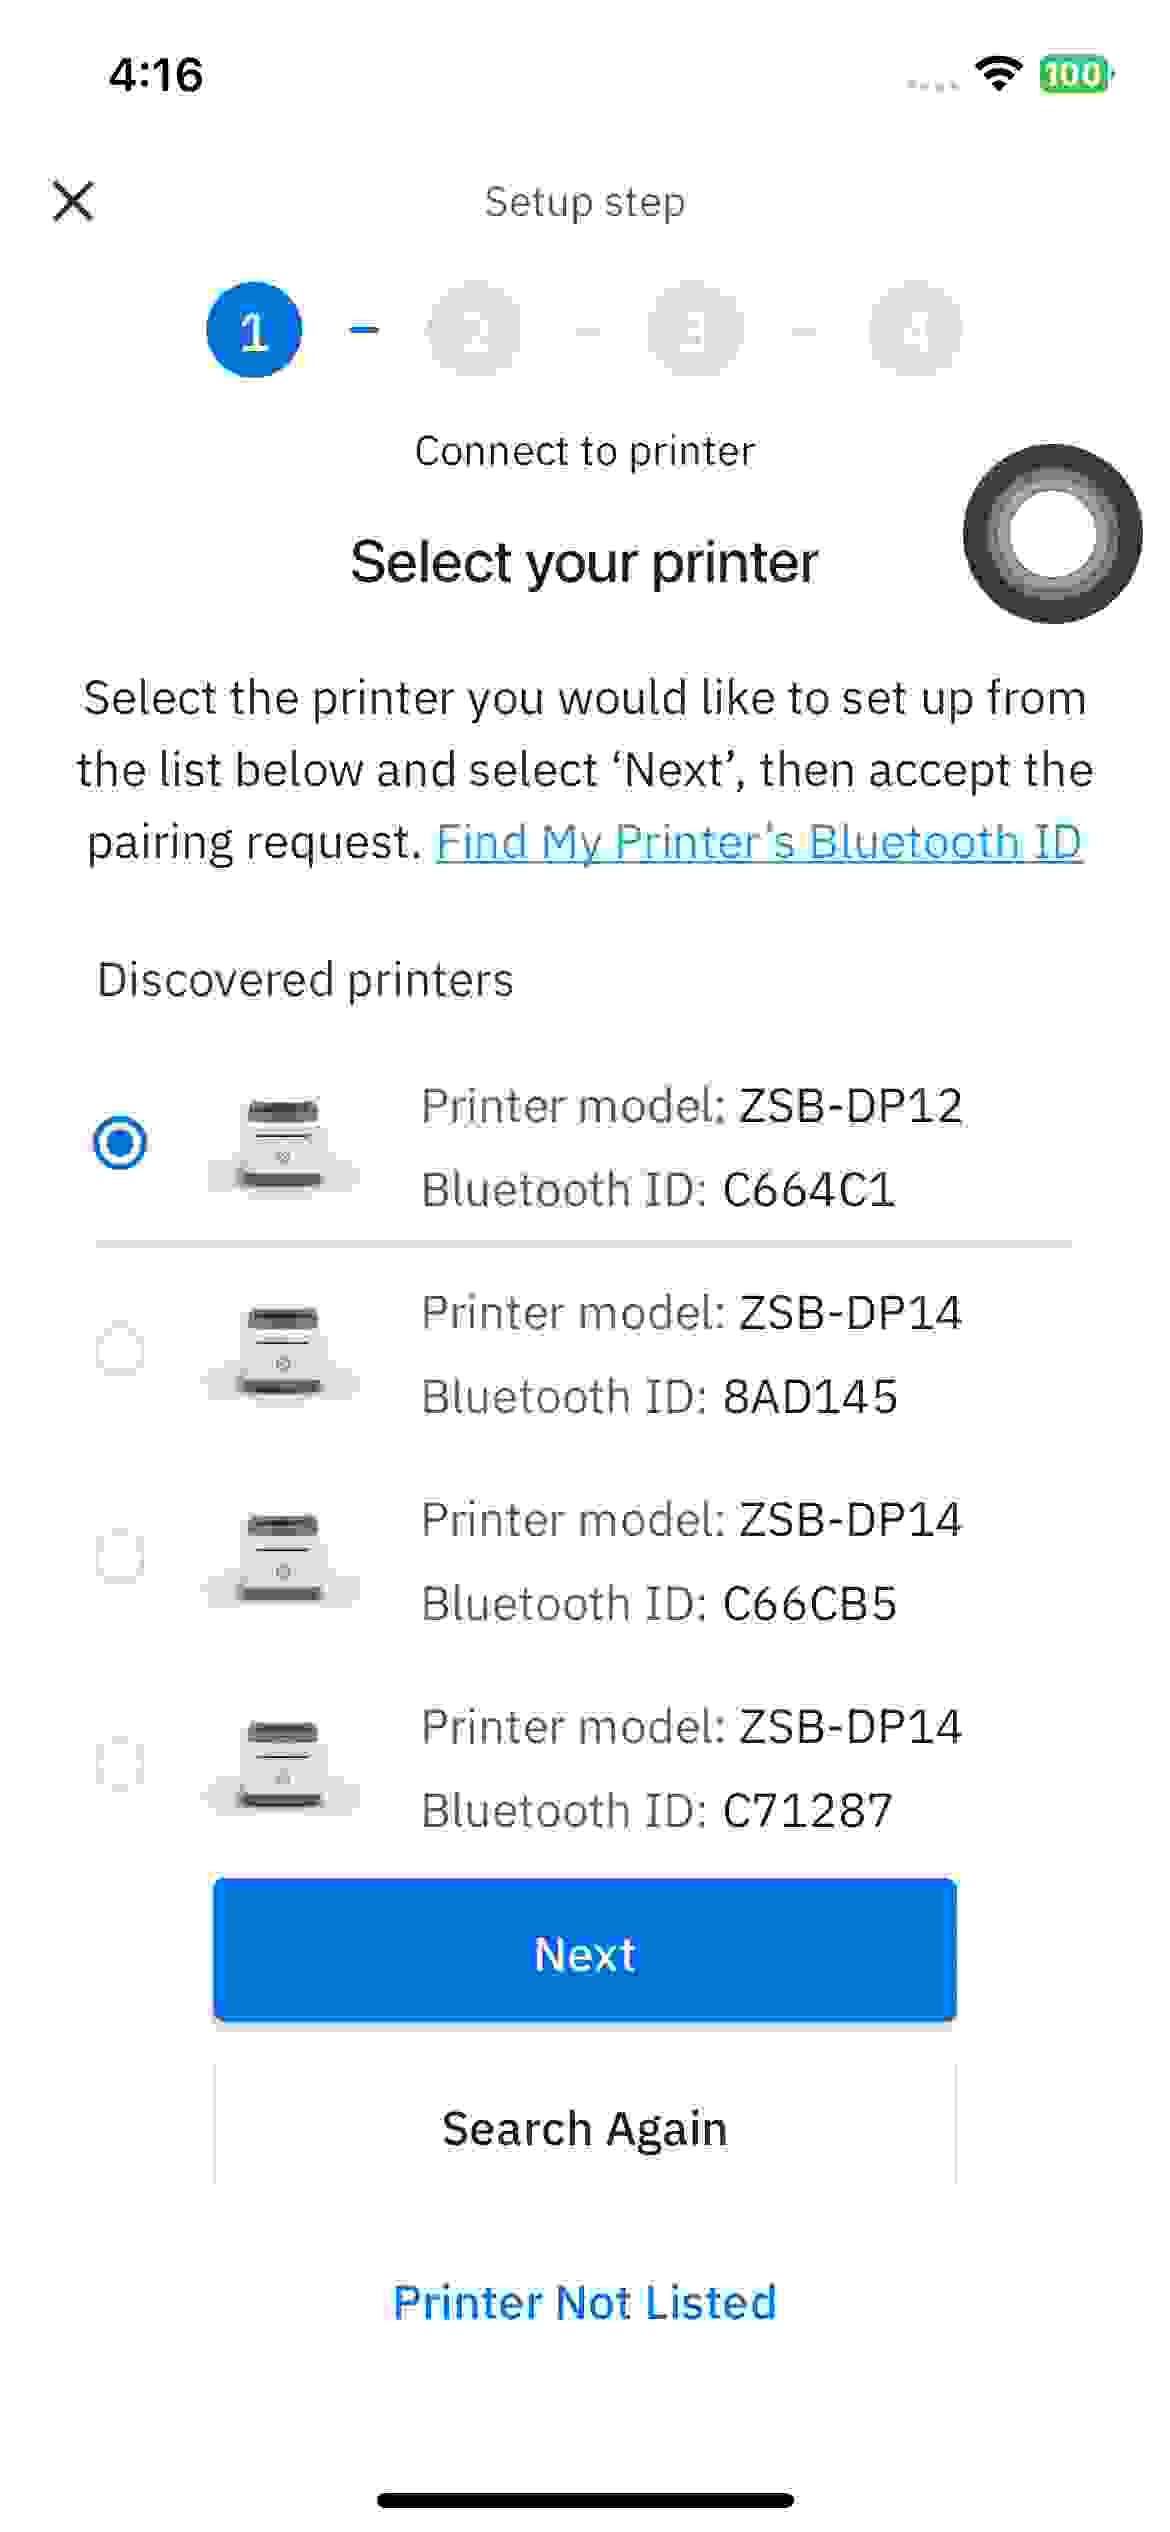 4:16
100
Setup step
1
2
3
4
Connect to printer
Select your printer
Select the printer you would like to set up from
the list below and select ‘Next’, then accept the
pairing request. Find My Printer's Bluetooth ID
Discovered printers
Printer model: ZSB-DP12
Bluetooth ID: C664C1
Printer model: ZSB-DP14
Bluetooth ID: 8AD145
Printer model: ZSB-DP14
Bluetooth ID: C66CB5
Printer model: ZSB-DP14
Bluetooth ID: C71287
Next
Search Again
Printer Not Listed